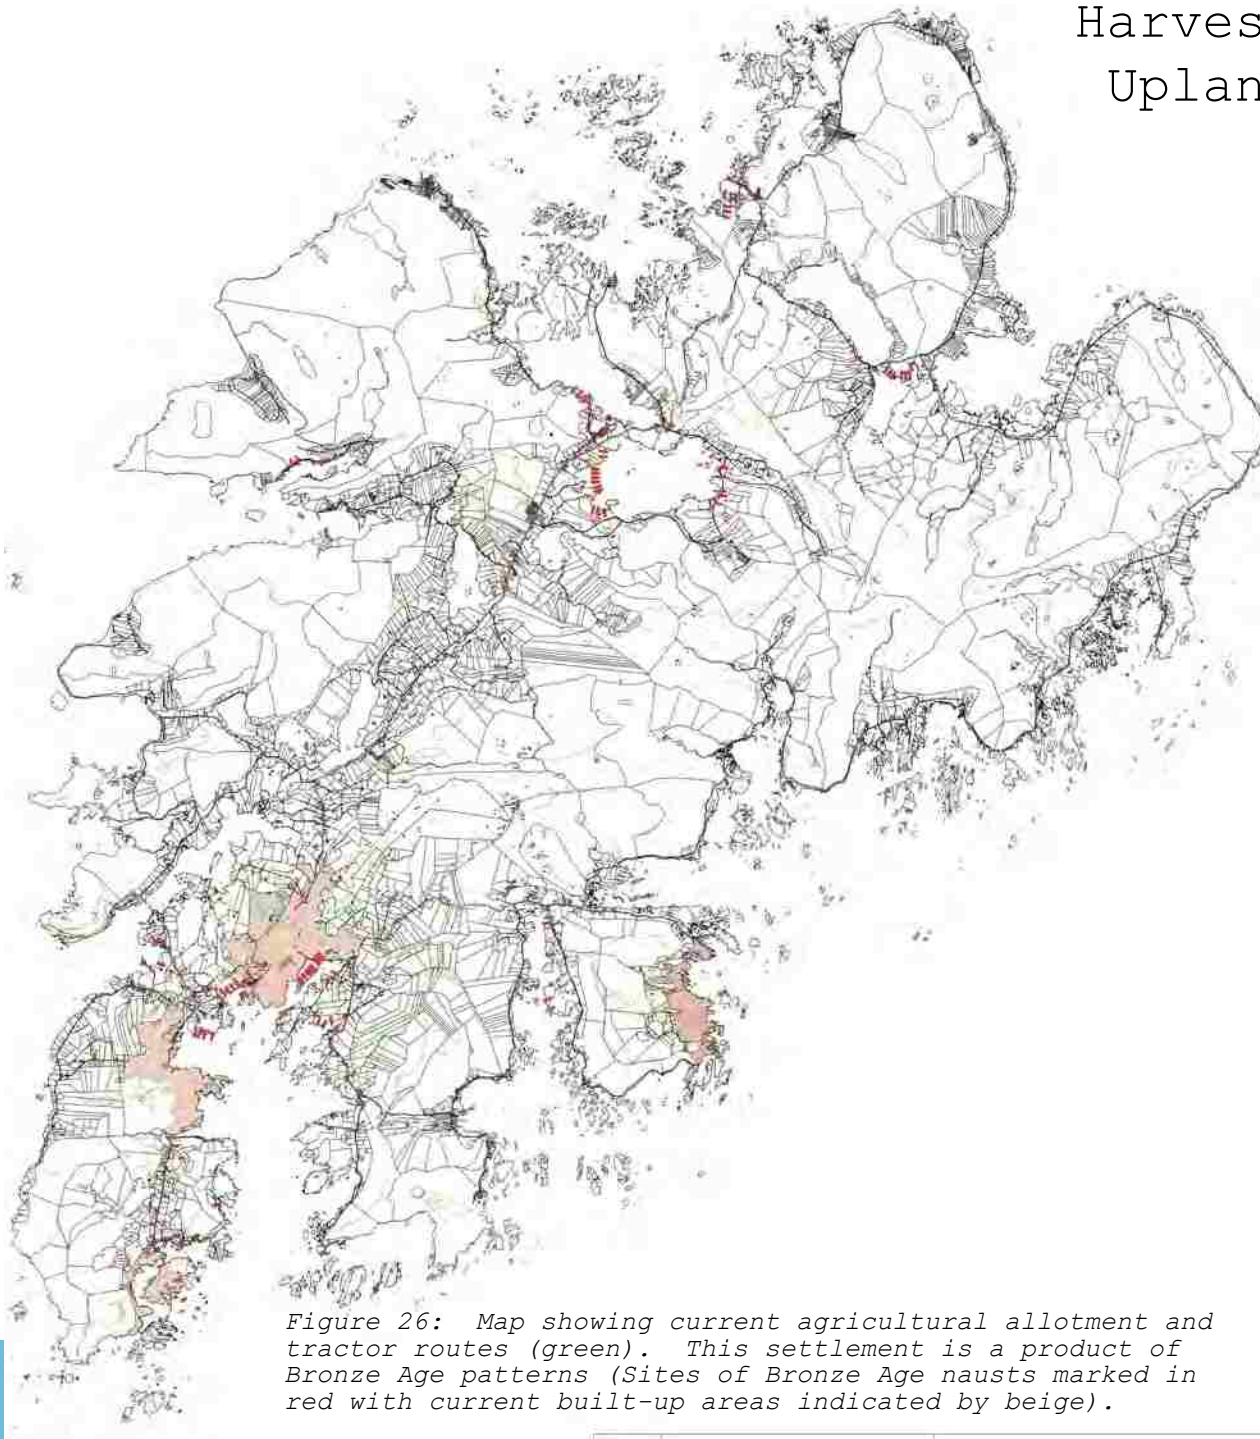 Harves
Uplan
Figure 26: Map showing current agricultural allotment and
tractor routes (green). This settlement is a product of
Bronze Age patterns (Sites of Bronze Age nausts marked in
red with current built-up areas indicated by beige).